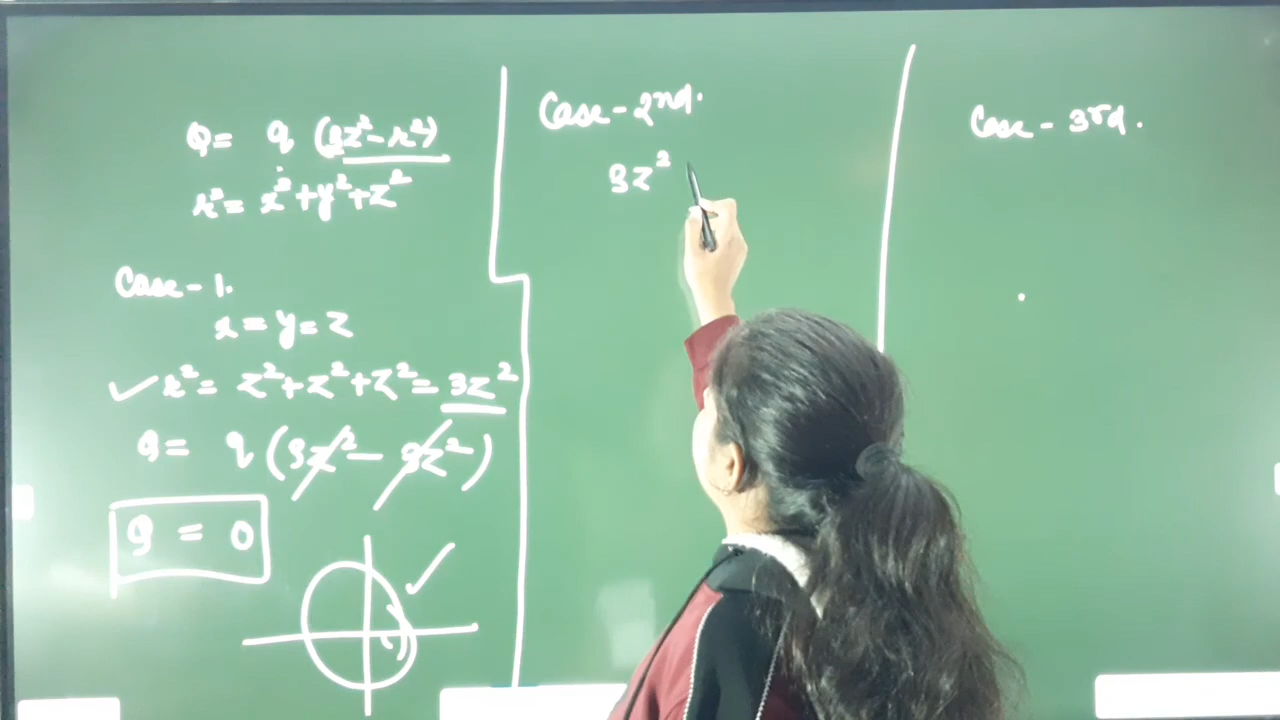 Q = q (3z² - r²)
r² = x² + y² + z²
Case - 1.
x = y = z
✓ r² = z² + z² + z² = 3z²
Q = q (3z² - 3z²)
Q = 0
✓
Case - 2nd.
3z²
Case - 3rd.